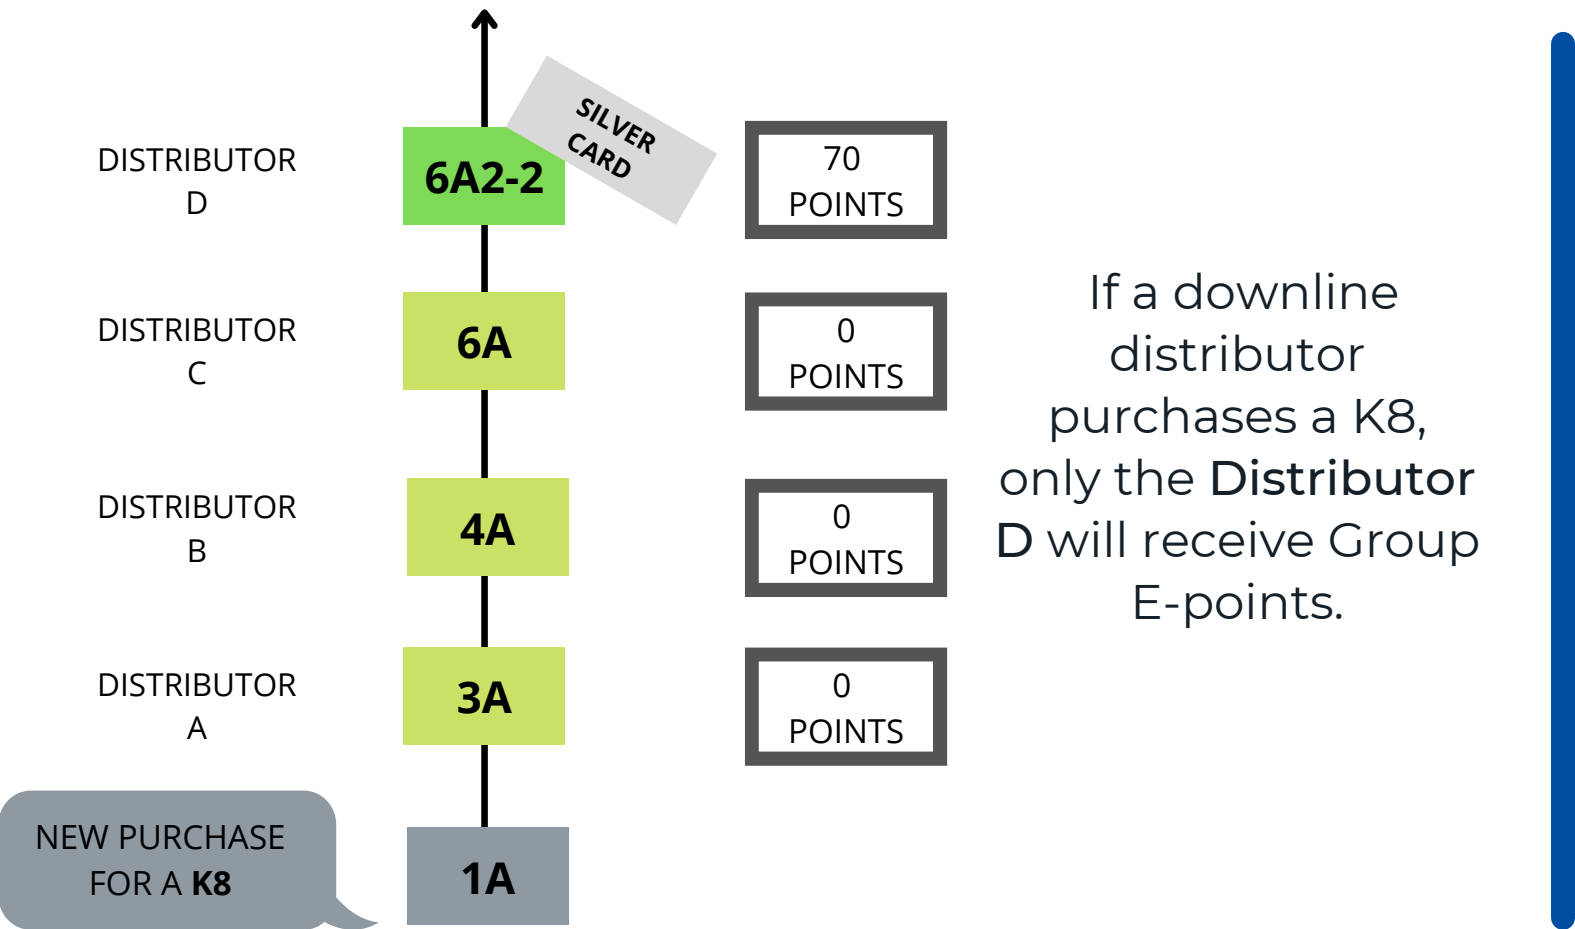 DISTRIBUTOR
D
6A2-2
SILVER
CARD
70
POINTS
DISTRIBUTOR
C
6A
0
POINTS
DISTRIBUTOR
B
4A
0
POINTS
DISTRIBUTOR
A
3A
0
POINTS
NEW PURCHASE
FOR A K8
1A
If a downline
distributor
purchases a K8,
only the Distributor
D will receive Group
E-points.